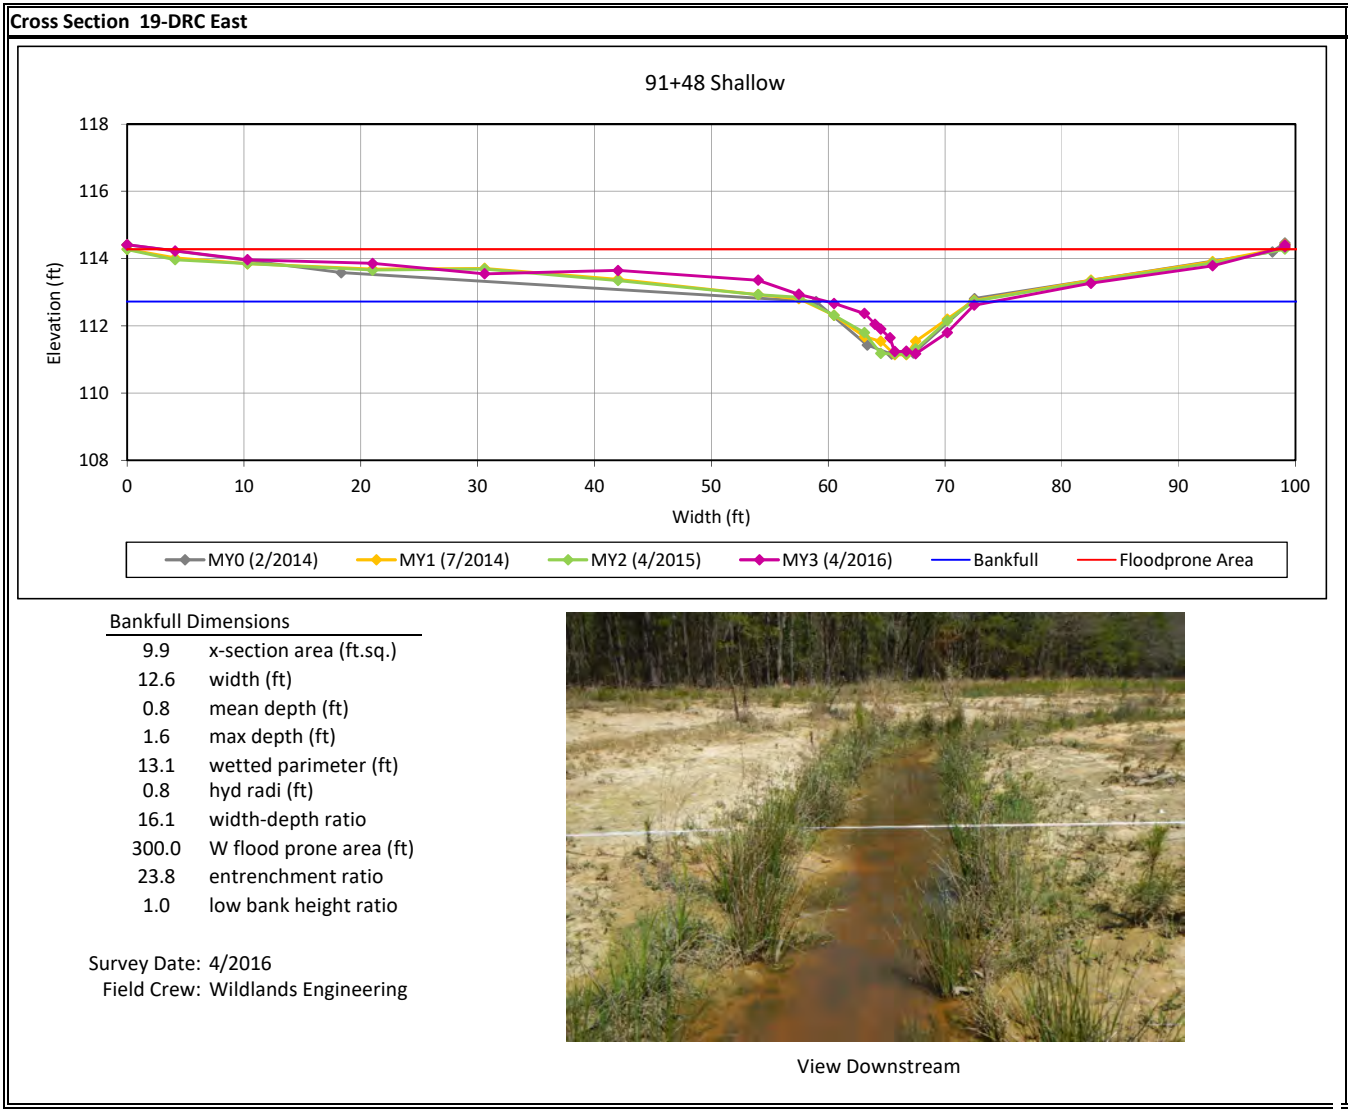 Cross Section 19-DRC East
91+48 Shallow
118
116
114
112
110
108
Elevation (ft)
0 10 20 30 40 50 60 70 80 90 100
Width (ft)
MY0 (2/2014) MY1 (7/2014) MY2 (4/2015) MY3 (4/2016) Bankfull Floodprone Area
Bankfull Dimensions
9.9 x-section area (ft.sq.)
12.6 width (ft)
0.8 mean depth (ft)
1.6 max depth (ft)
13.1 wetted parimeter (ft)
0.8 hyd radi (ft)
16.1 width-depth ratio
300.0 W flood prone area (ft)
23.8 entrenchment ratio
1.0 low bank height ratio
Survey Date: 4/2016
Field Crew: Wildlands Engineering
View Downstream